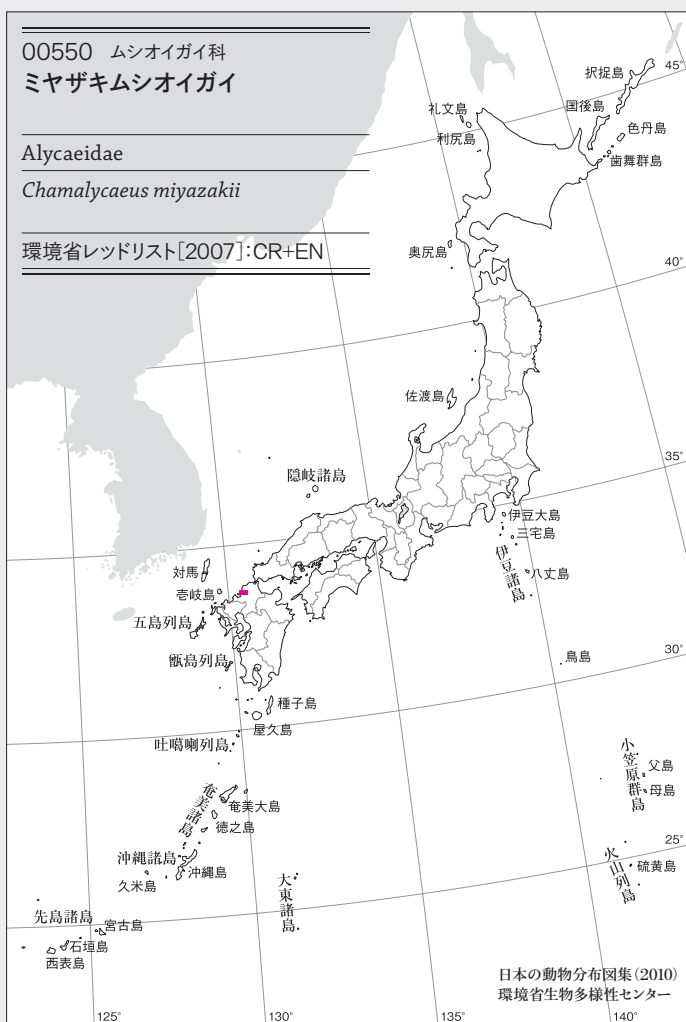 00550 ムシオイガイ科
ミヤザキムシオイガイ
Alycaeidae
Chamalycaeus miyazakii
環境省レッドリスト[2007]:CR+EN
択捉島
45°
国後島
礼文島
色丹島
利尻島
歯舞群島
奥尻島
40°
佐渡島
35°
隠岐諸島
伊豆大島
三宅島
伊豆諸島
八丈島
対馬
壱岐島
五島列島
甑島列島
鳥島
30°
種子島
屋久島
吐噶喇列島
小笠原群島
父島
母島
奄美諸島
奄美大島
徳之島
25°
沖縄諸島
沖縄島
久米島
火山列島
硫黄島
大東諸島
先島諸島
宮古島
石垣島
西表島
日本の動物分布図集(2010)
環境省生物多様性センター
125°
130°
135°
140°